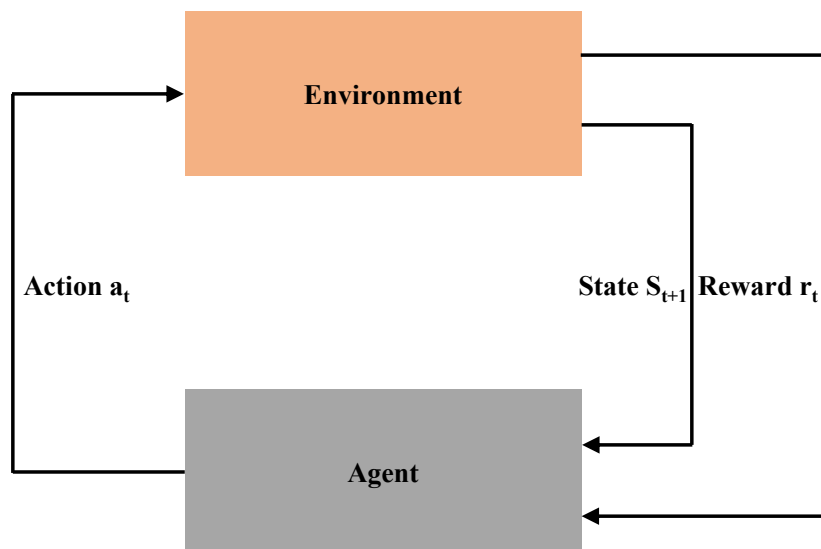 Environment
Action aₜ
State Sₜ₊₁
Reward rₜ
Agent